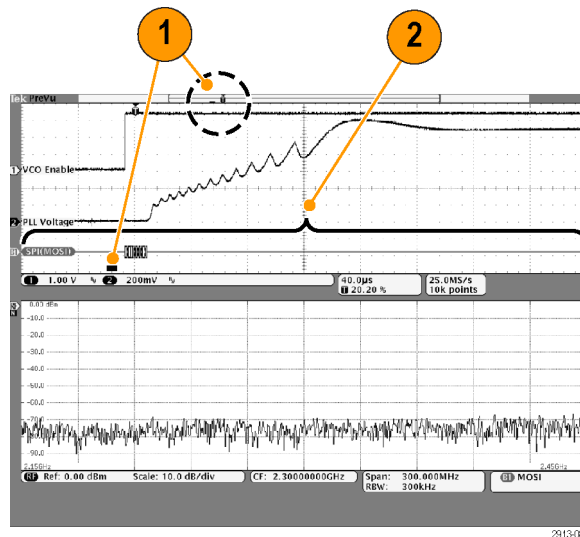 1
2
Tek PreVu
1 VCO Enable
2 PLL Voltage
B1 SPI(MOSI)
1 1.00 V 2 200mV
40.0µs
T 20.20 %
25.0MS/s
10k points
0.00 dBm
-10.0
-20.0
-30.0
-40.0
-50.0
-60.0
-70.0
-80.0
-90.0
2.15GHz
2.45GHz
RF Ref: 0.00 dBm Scale: 10.0 dB/div
CF: 2.30000000GHz
Span: 300.000MHz
RBW: 300kHz
B1 MOSI